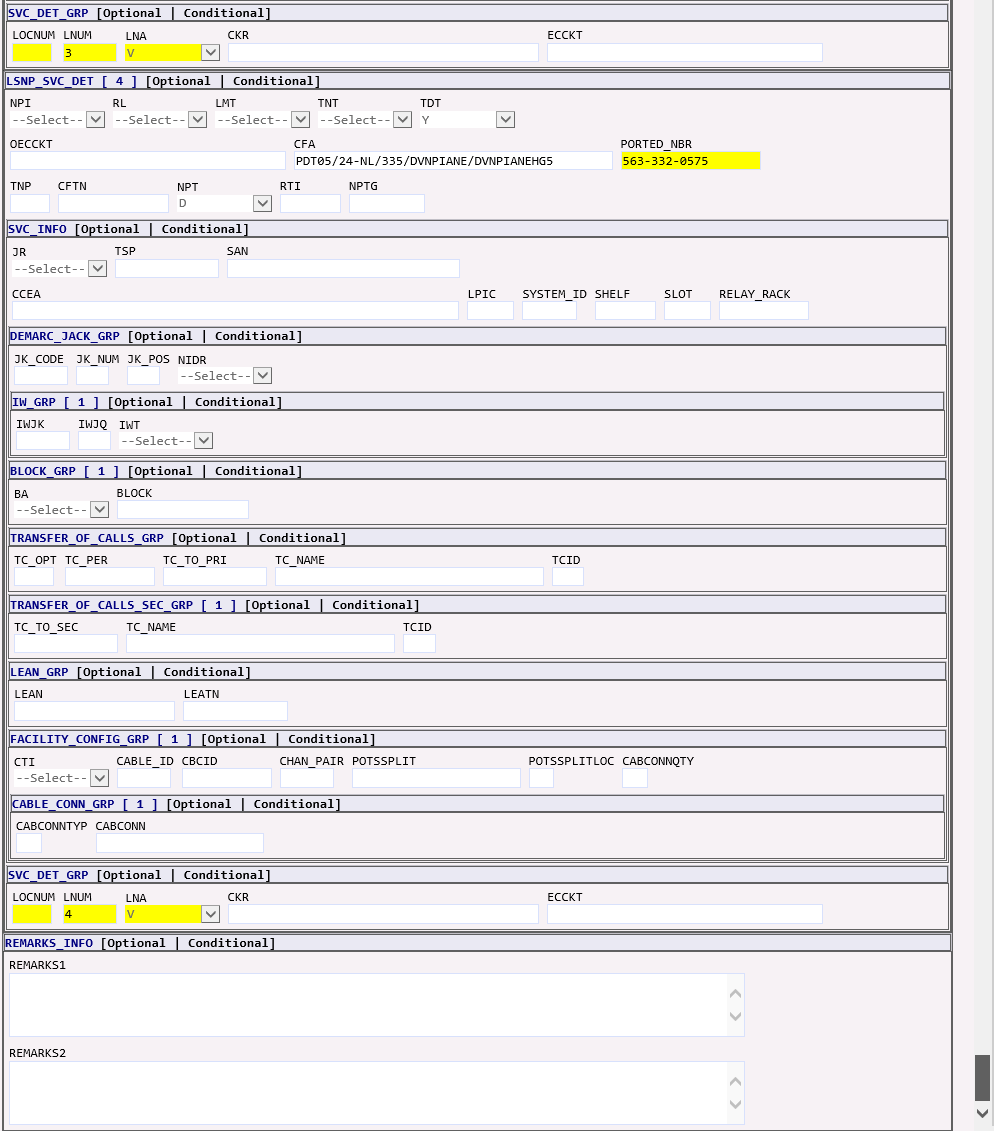 SVC_DET_GRP [Optional | Conditional]
LOCNUM LNUM LNA CKR ECCKT
3 V
LSNP_SVC_DET [ 4 ] [Optional | Conditional]
NPI RL LMT TNT TDT
--Select-- --Select-- --Select-- --Select-- Y
OECCKT CFA PORTED_NBR
PDT05/24-NL/335/DVNPIANE/DVNPIANEHG5 563-332-0575
TNP CFTN NPT RTI NPTG
D
SVC_INFO [Optional | Conditional]
JR TSP SAN
--Select--
CCEA LPIC SYSTEM_ID SHELF SLOT RELAY_RACK
DEMARC_JACK_GRP [Optional | Conditional]
JK_CODE JK_NUM JK_POS NIDR
--Select--
IW_GRP [ 1 ] [Optional | Conditional]
IWJK IWJQ IWT
--Select--
BLOCK_GRP [ 1 ] [Optional | Conditional]
BA BLOCK
--Select--
TRANSFER_OF_CALLS_GRP [Optional | Conditional]
TC_OPT TC_PER TC_TO_PRI TC_NAME TCID
TRANSFER_OF_CALLS_SEC_GRP [ 1 ] [Optional | Conditional]
TC_TO_SEC TC_NAME TCID
LEAN_GRP [Optional | Conditional]
LEAN LEATN
FACILITY_CONFIG_GRP [ 1 ] [Optional | Conditional]
CTI CABLE_ID CBCID CHAN_PAIR POTSSPLIT POTSSPLITLOC CABCONNQTY
--Select--
CABLE_CONN_GRP [ 1 ] [Optional | Conditional]
CABCONNTYP CABCONN
SVC_DET_GRP [Optional | Conditional]
LOCNUM LNUM LNA CKR ECCKT
4 V
REMARKS_INFO [Optional | Conditional]
REMARKS1
REMARKS2